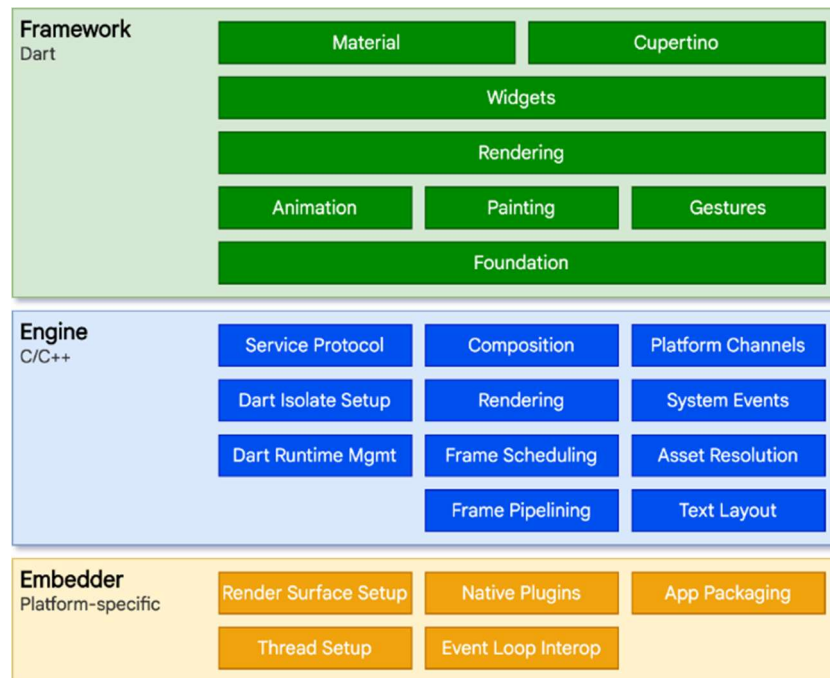 Framework
Dart
Material
Cupertino
Widgets
Rendering
Animation
Painting
Gestures
Foundation
Engine
C/C++
Service Protocol
Composition
Platform Channels
Dart Isolate Setup
Rendering
System Events
Dart Runtime Mgmt
Frame Scheduling
Asset Resolution
Frame Pipelining
Text Layout
Embedder
Platform-specific
Render Surface Setup
Native Plugins
App Packaging
Thread Setup
Event Loop Interop